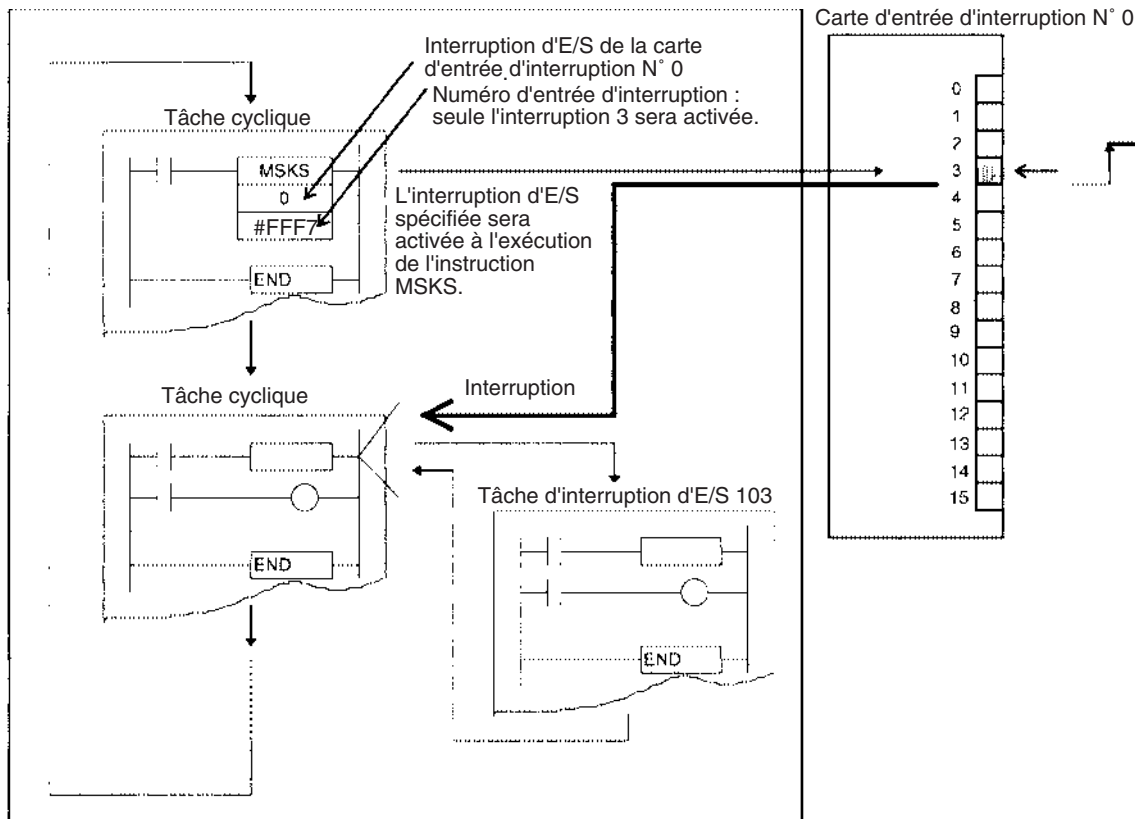 Carte d'entrée d'interruption N° 0
Interruption d'E/S de la carte
d'entrée d'interruption N° 0
Numéro d'entrée d'interruption :
seule l'interruption 3 sera activée.
Tâche cyclique
MSKS
0
#FFF7
END
L'interruption d'E/S
spécifiée sera
activée à l'exécution
de l'instruction
MSKS.
0
1
2
3
4
5
6
7
8
9
10
11
12
13
14
15
Tâche cyclique
Interruption
END
Tâche d'interruption d'E/S 103
END